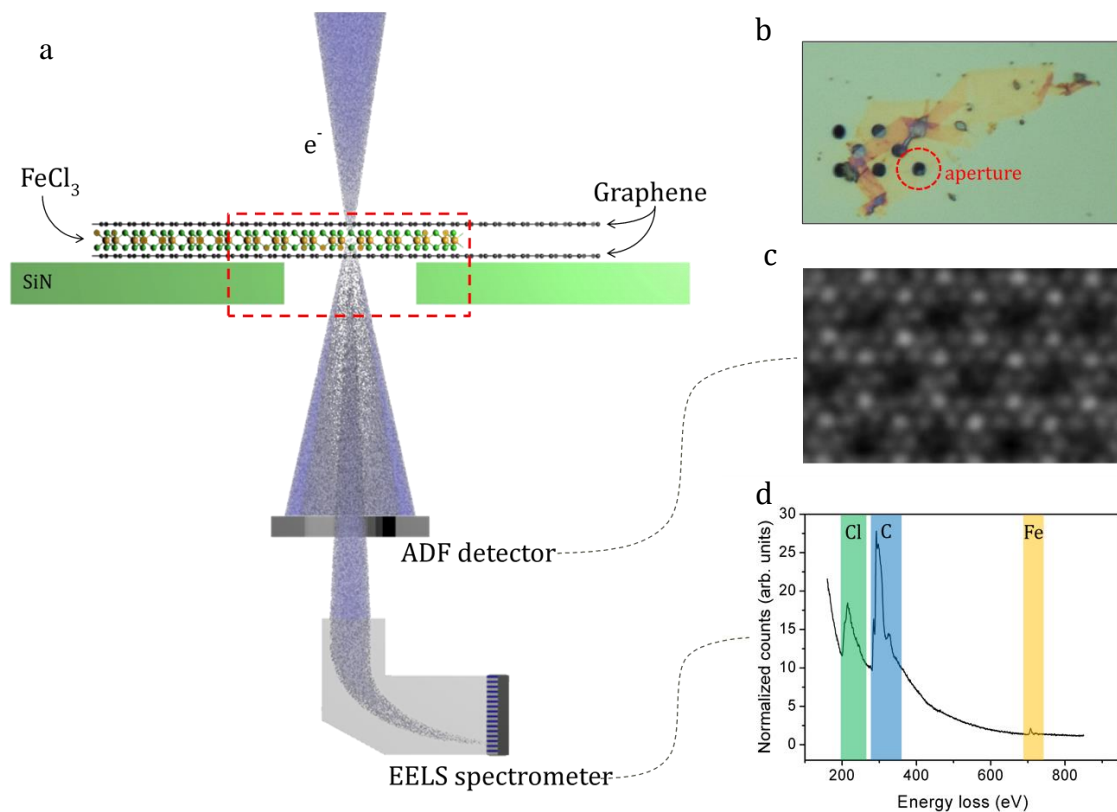 a
e-
FeCl3
Graphene
SiN
ADF detector
EELS spectrometer
b
aperture
c
d
Normalized counts (arb. units)
30
25
20
15
10
5
0
Cl
C
Fe
200
400
600
800
Energy loss (eV)